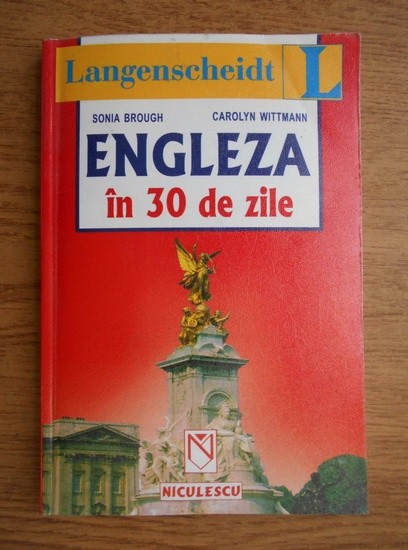 Langenscheidt L
SONIA BROUGH CAROLYN WITTMANN
ENGLEZA
în 30 de zile
N
NICULESCU